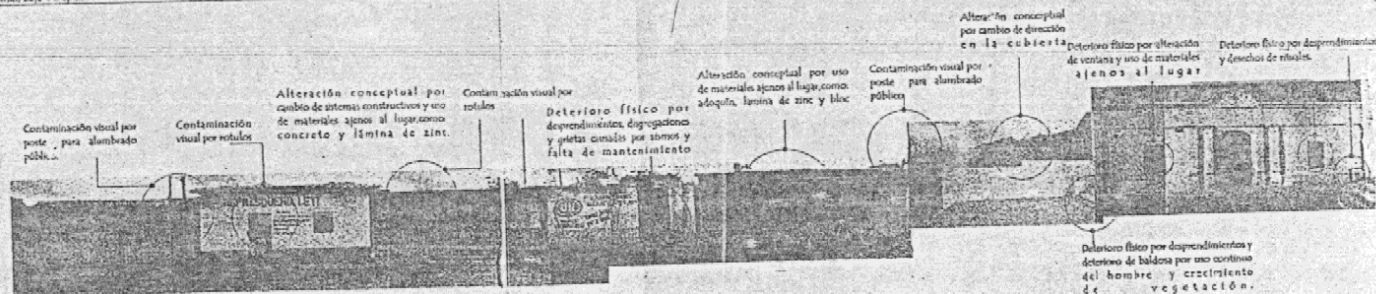 Contaminación visual por
poste para alumbrado
público.
Contaminación
visual por rotulos
Alteración conceptual por
cambio de sistemas constructivos y uso
de materiales ajenos al lugar,como:
concreto y lámina de zinc.
Contaminación visual por
rotulos
Deterioro físico por
desprendimientos, disgregaciones
y grietas causadas por sismos y
falta de mantenimiento
Alteración conceptual por uso
de materiales ajenos al lugar,como:
adoquín, lamina de zinc y bloc
Contaminación visual por
poste para alumbrado
público
Alteración conceptual
por cambio de dirección
en la cubierta
Deterioro físico por alteración
de ventana y uso de materiales
ajenos al lugar
Deterioro físico por desprendimientos
y desechos de rituales.
Deterioro físico por desprendimientos y
deterioro de baldosa por uso continuo
del hombre y crecimiento
de vegetación.
LETI